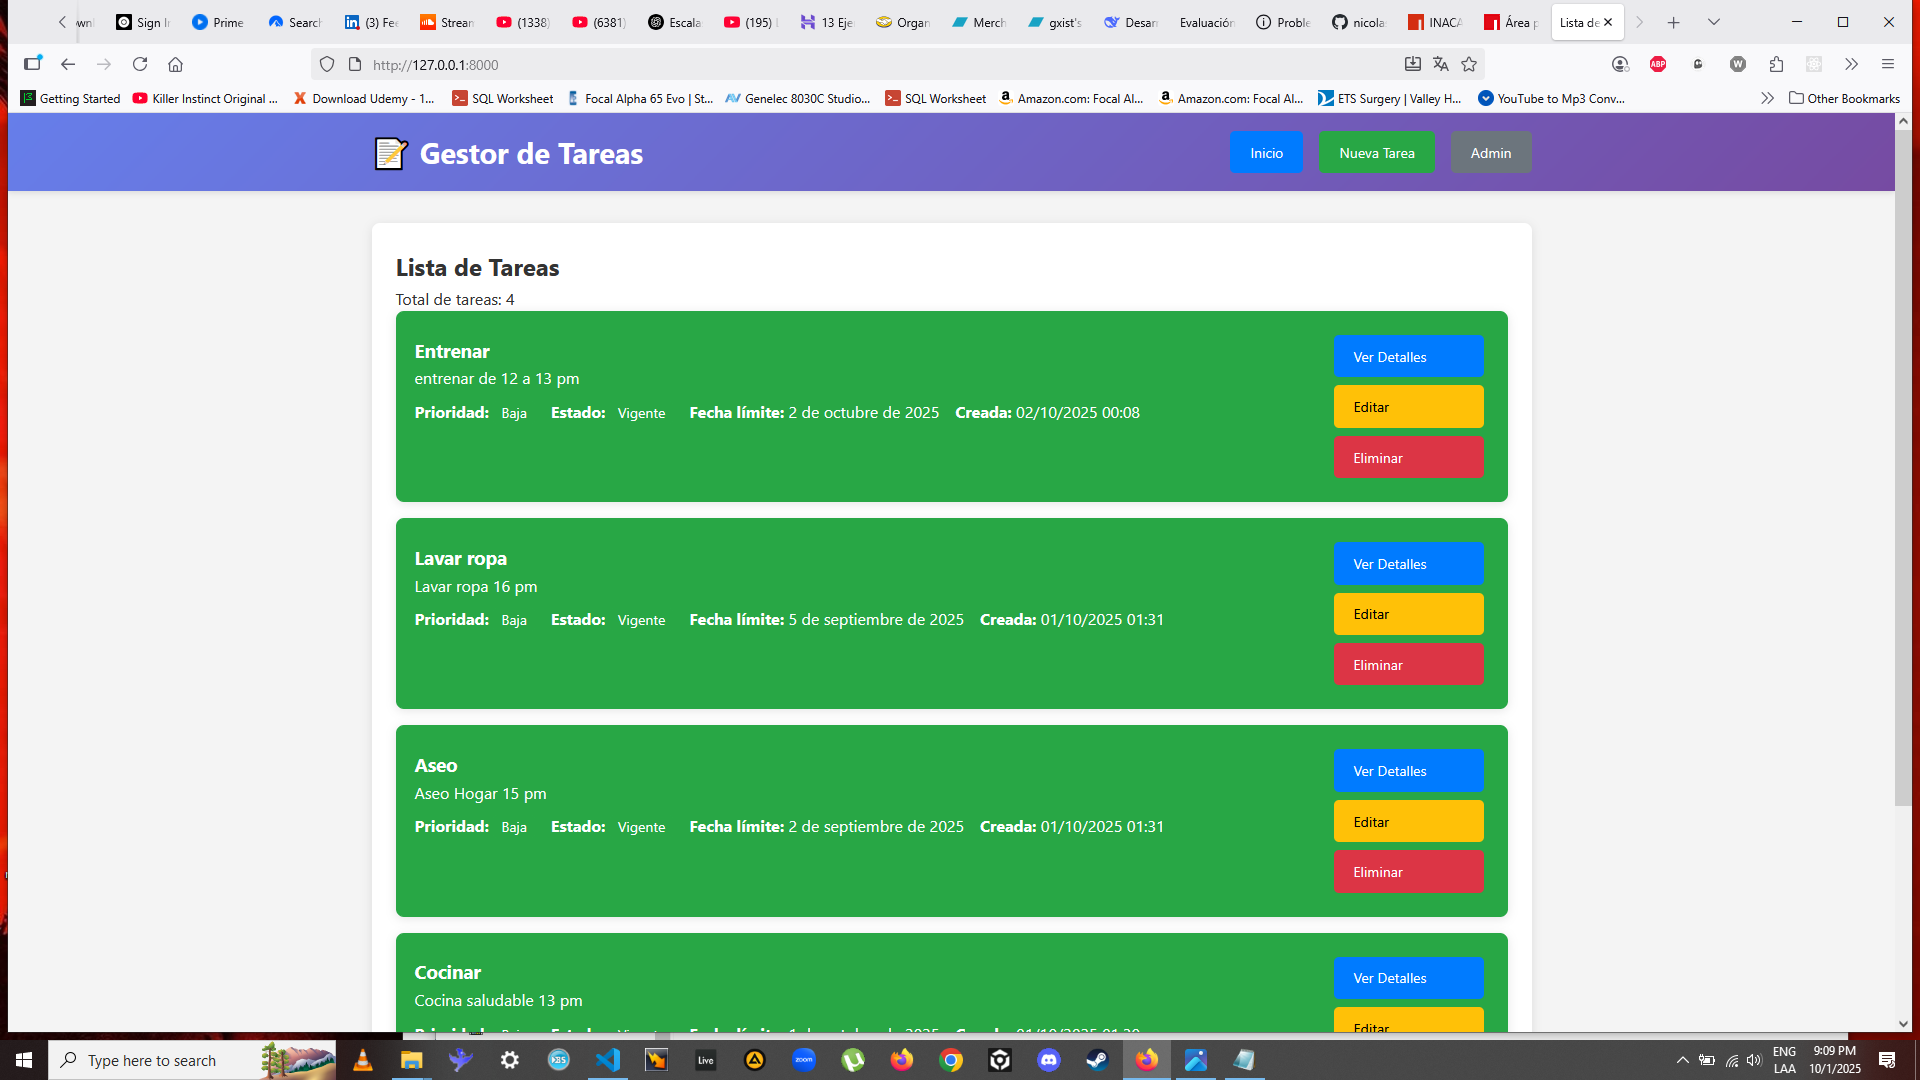 Sign In
Prime
Search
(3) Fee
Stream
(1338)
(6381)
Escala
(195)
13 Eje
Organ
Merch
gxist's
Desarr
Evaluación
Proble
nicola
INACA
Área p
Lista de
http://127.0.0.1:8000
ABP
Getting Started
Killer Instinct Original ...
Download Udemy - 1...
SQL Worksheet
Focal Alpha 65 Evo | St...
Genelec 8030C Studio...
SQL Worksheet
Amazon.com: Focal Al...
Amazon.com: Focal Al...
ETS Surgery | Valley H...
YouTube to Mp3 Conv...
Other Bookmarks
Gestor de Tareas
Inicio
Nueva Tarea
Admin
Lista de Tareas
Total de tareas: 4
Entrenar
entrenar de 12 a 13 pm
Prioridad: Baja Estado: Vigente Fecha límite: 2 de octubre de 2025 Creada: 02/10/2025 00:08
Ver Detalles
Editar
Eliminar
Lavar ropa
Lavar ropa 16 pm
Prioridad: Baja Estado: Vigente Fecha límite: 5 de septiembre de 2025 Creada: 01/10/2025 01:31
Ver Detalles
Editar
Eliminar
Aseo
Aseo Hogar 15 pm
Prioridad: Baja Estado: Vigente Fecha límite: 2 de septiembre de 2025 Creada: 01/10/2025 01:31
Ver Detalles
Editar
Eliminar
Cocinar
Cocina saludable 13 pm
Ver Detalles
Editar
Type here to search
Live
zoom
ENG
LAA
9:09 PM
10/1/2025